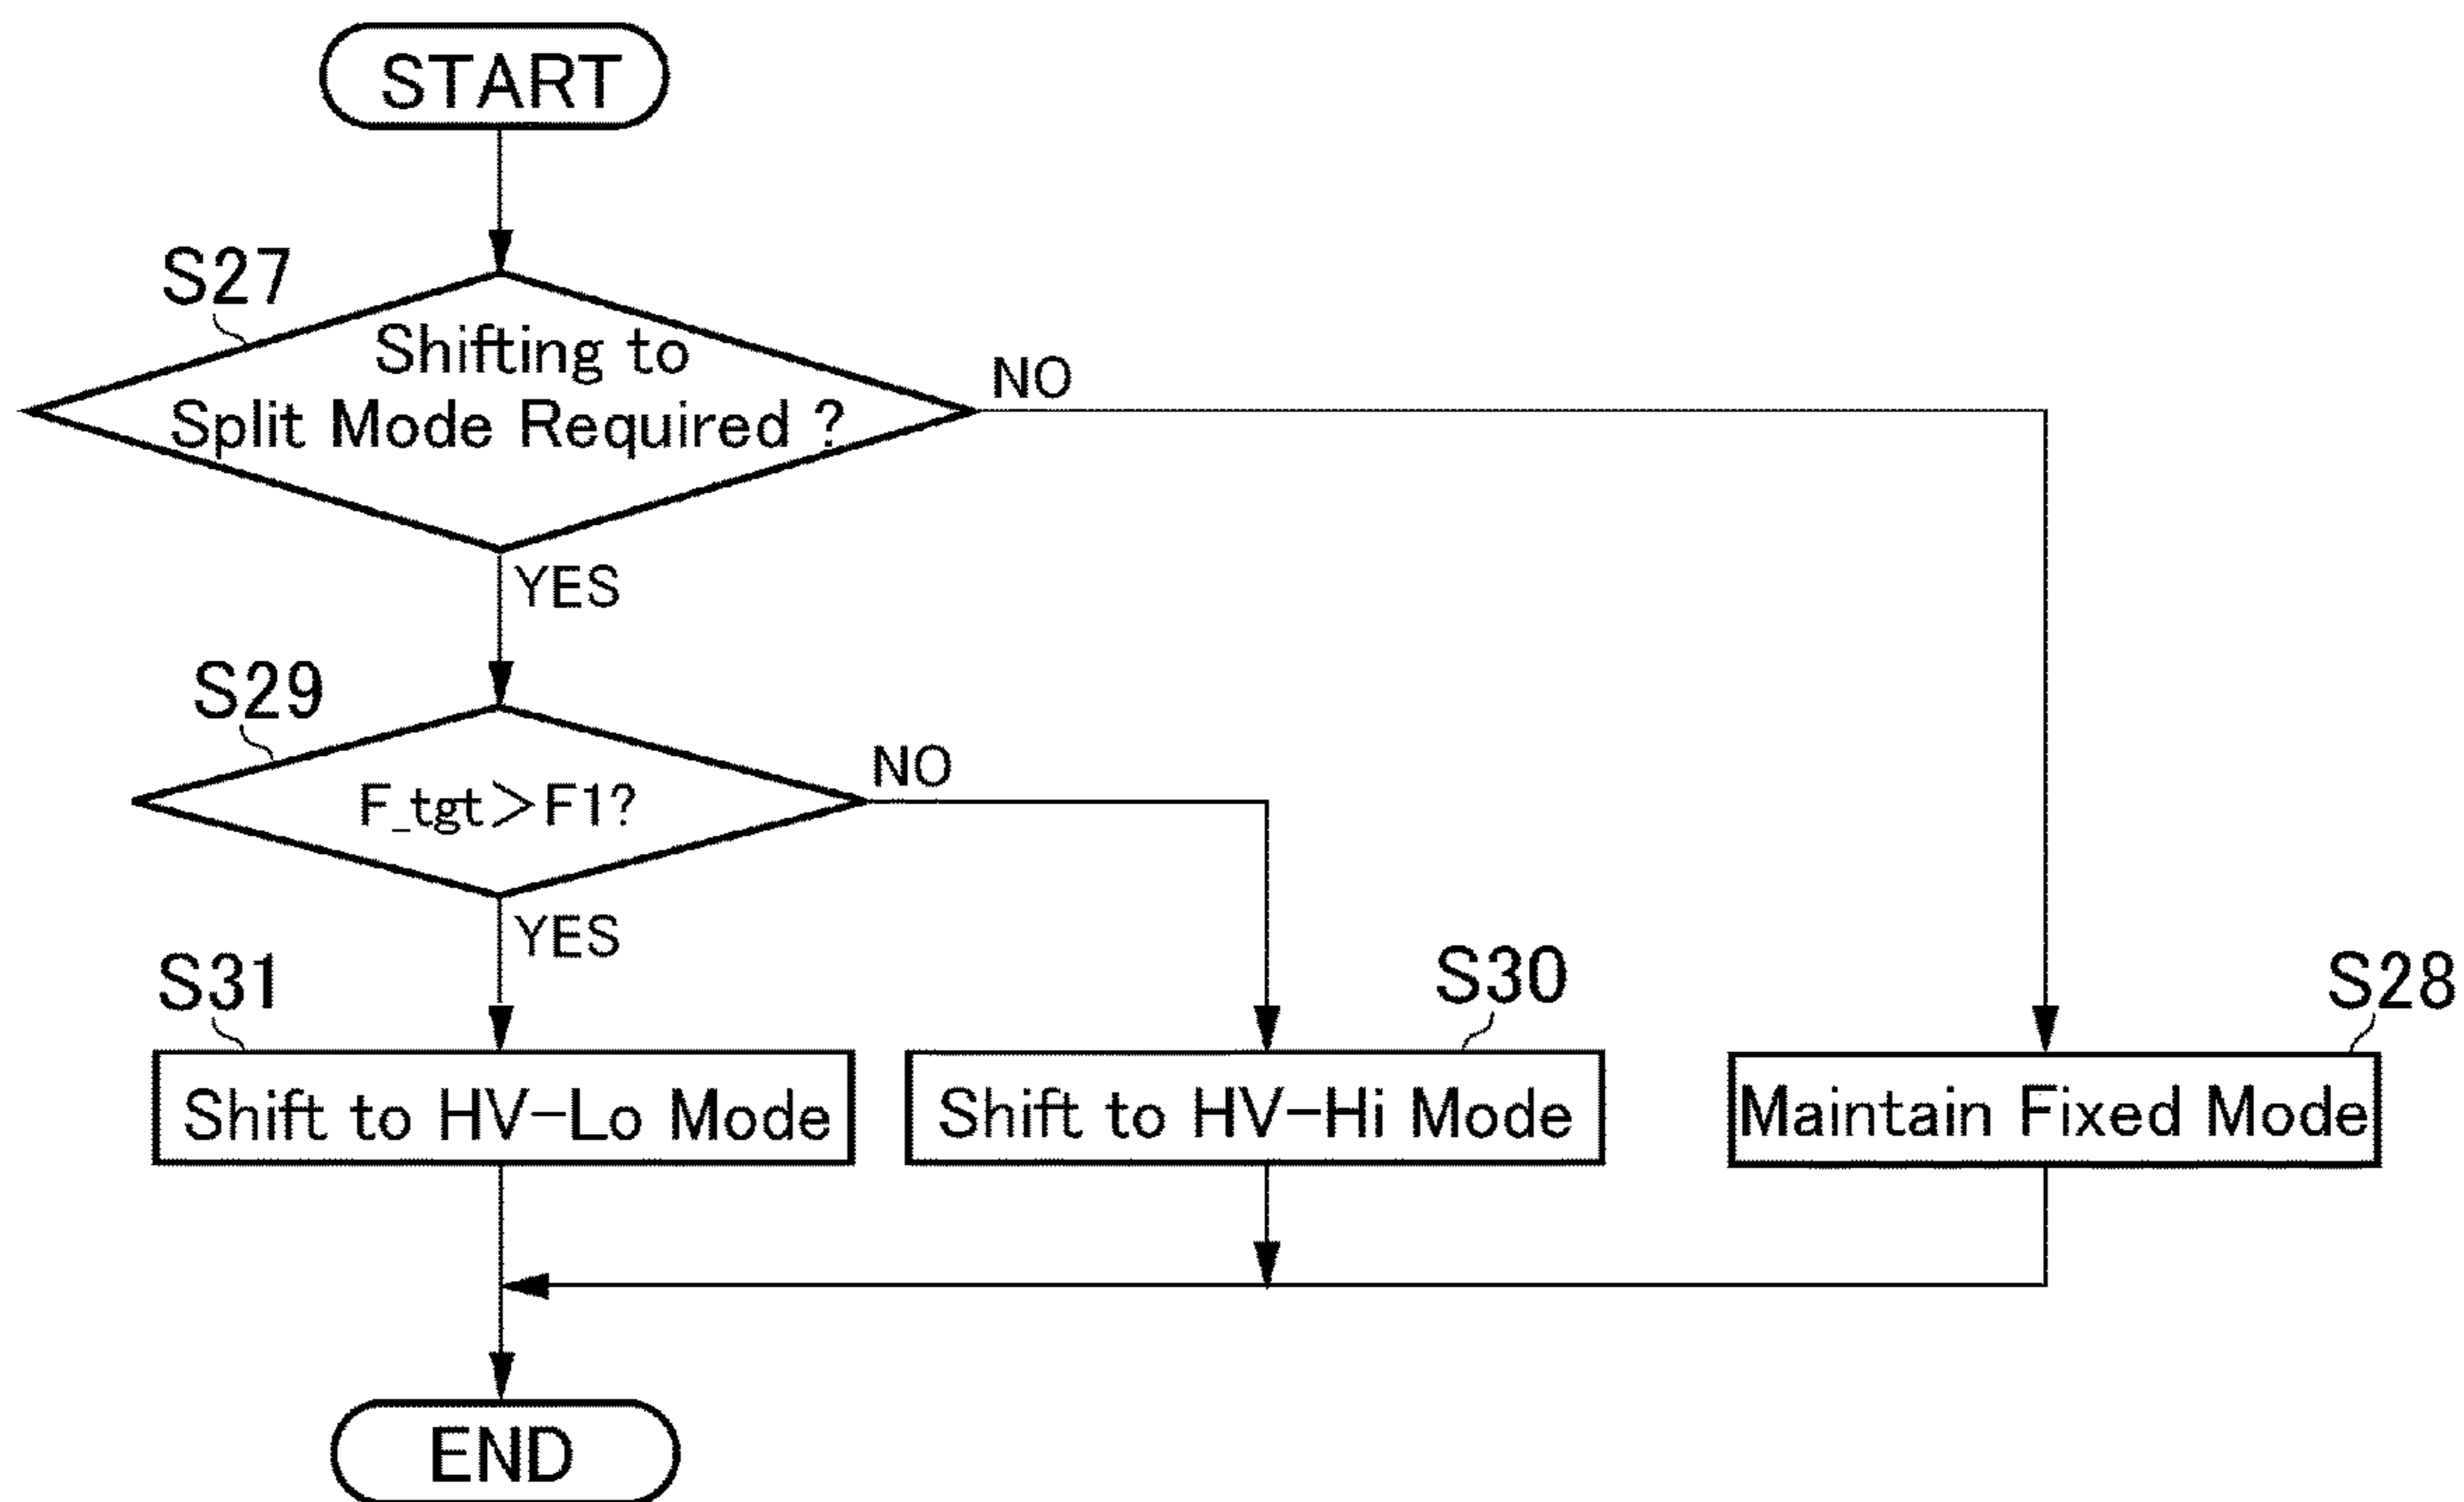 START
S27
Shifting to
Split Mode Required ?
NO
YES
S29
F_tgt>F1?
NO
YES
S31
Shift to HV-Lo Mode
S30
Shift to HV-Hi Mode
S28
Maintain Fixed Mode
END